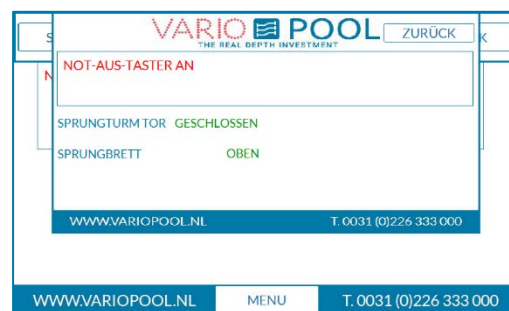 VARIO POOL
THE REAL DEPTH INVESTMENT
ZURÜCK
NOT-AUS-TASTER AN
SPRUNGTURM TOR GESCHLOSSEN
SPRUNGBRETT OBEN
WWW.VARIOPOOL.NL T. 0031 (0)226 333 000
WWW.VARIOPOOL.NL MENU T. 0031 (0)226 333 000